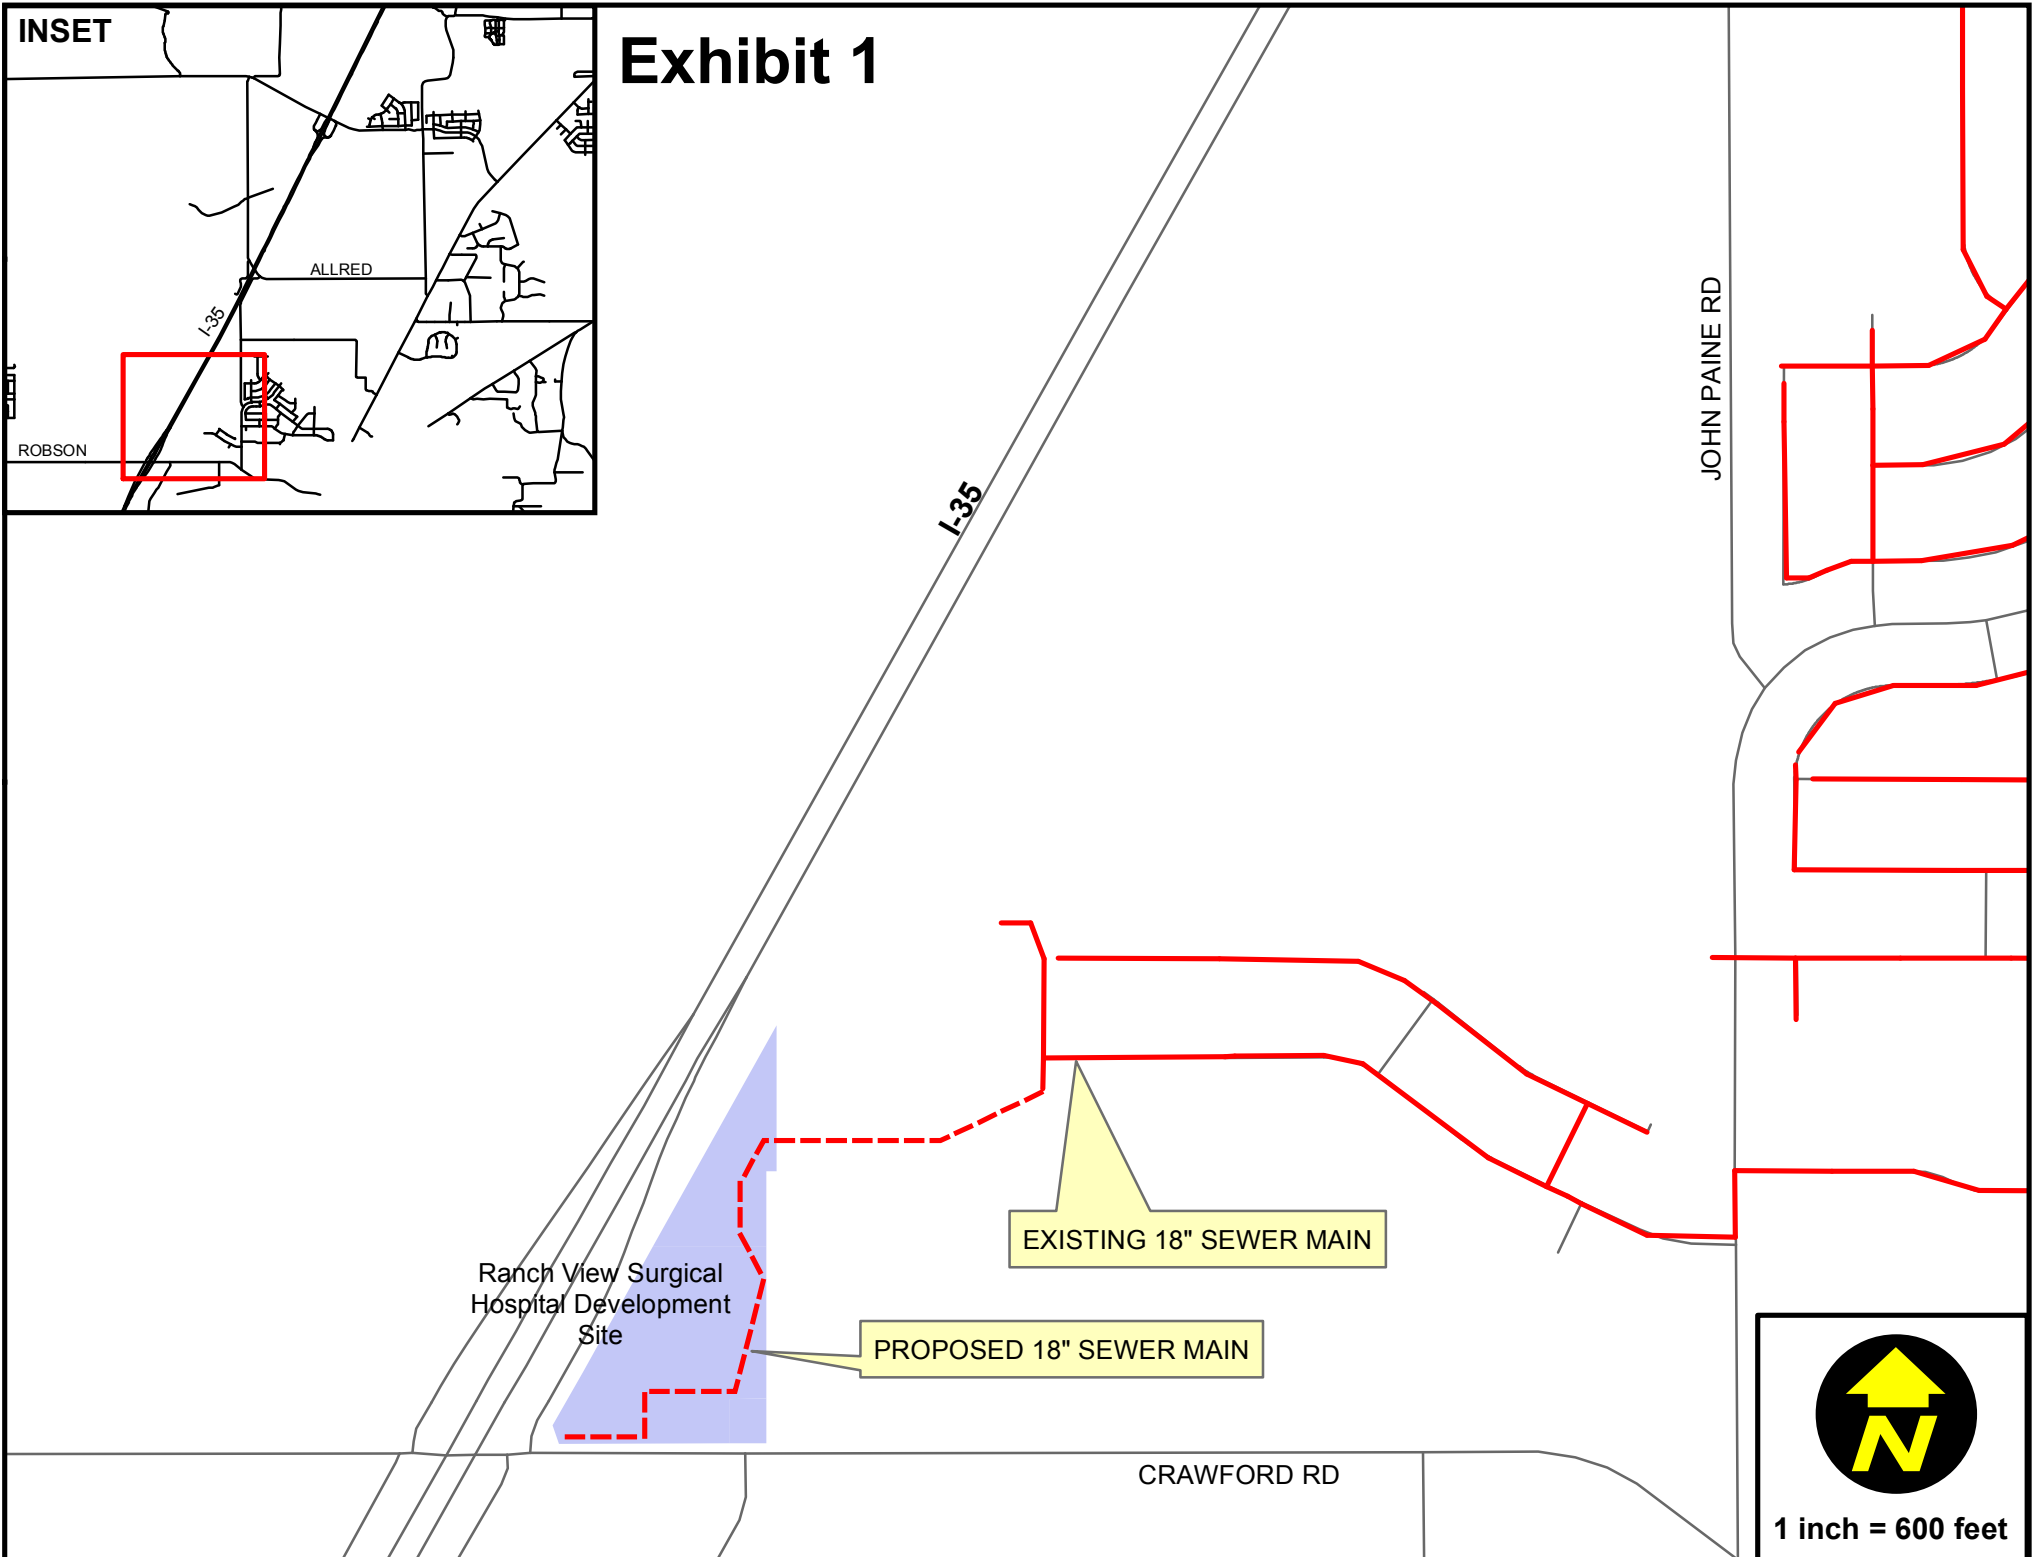 INSET
Exhibit 1
ALLRED
I-35
ROBSON
I-35
JOHN PAINE RD
EXISTING 18" SEWER MAIN
Ranch View Surgical
Hospital Development
Site
PROPOSED 18" SEWER MAIN
CRAWFORD RD
N
1 inch = 600 feet